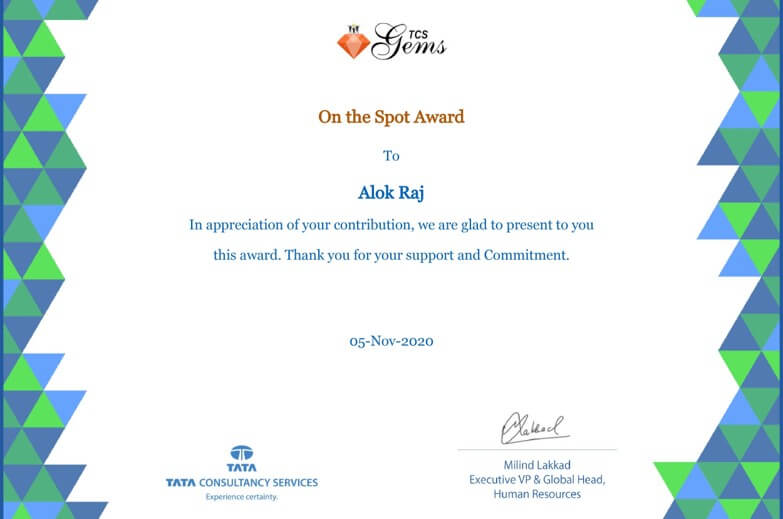 TCS
Gems
On the Spot Award
To
Alok Raj
In appreciation of your contribution, we are glad to present to you
this award. Thank you for your support and Commitment.
05-Nov-2020
Lakkad
TATA
TATA CONSULTANCY SERVICES
Experience certainty.
Milind Lakkad
Executive VP & Global Head,
Human Resources